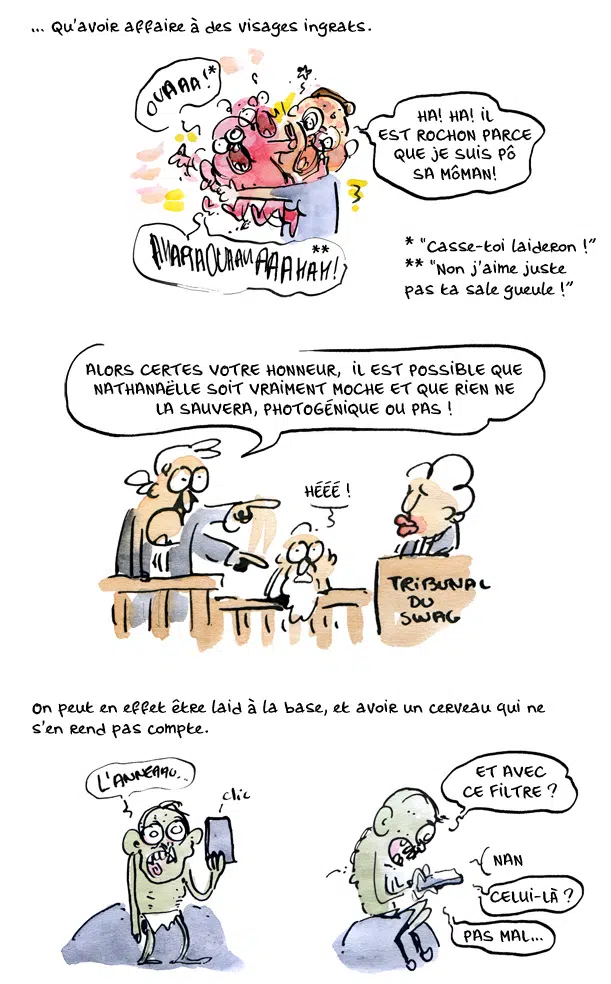 ... Qu'avoir affaire à des visages ingrats.
OUAAA!*
HA! HA! iL
EST ROCHON PARCE
QUE JE SUIS PÔ
SA MÔMAN!
* "Casse-toi laideron !"
** "Non j'aime juste
pas ta sale gueule !"
ALORS CERTES VOTRE HONNEUR, iL EST POSSiBLE QUE
NATHANAËLLE SOiT VRAiMENT MOCHE ET QUE RiEN NE
LA SAUVERA, PHOTOGÉNiQUE OU PAS !
HÉÉÉ !
TRiBUNAL
DU
SWAG
On peut en effet être laid à la base, et avoir un cerveau qui ne
s'en rend pas compte.
L'ANNEAU..
clic
ET AVEC
CE FiLTRE ?
NAN
CELUi-LÀ ?
PAS MAL...